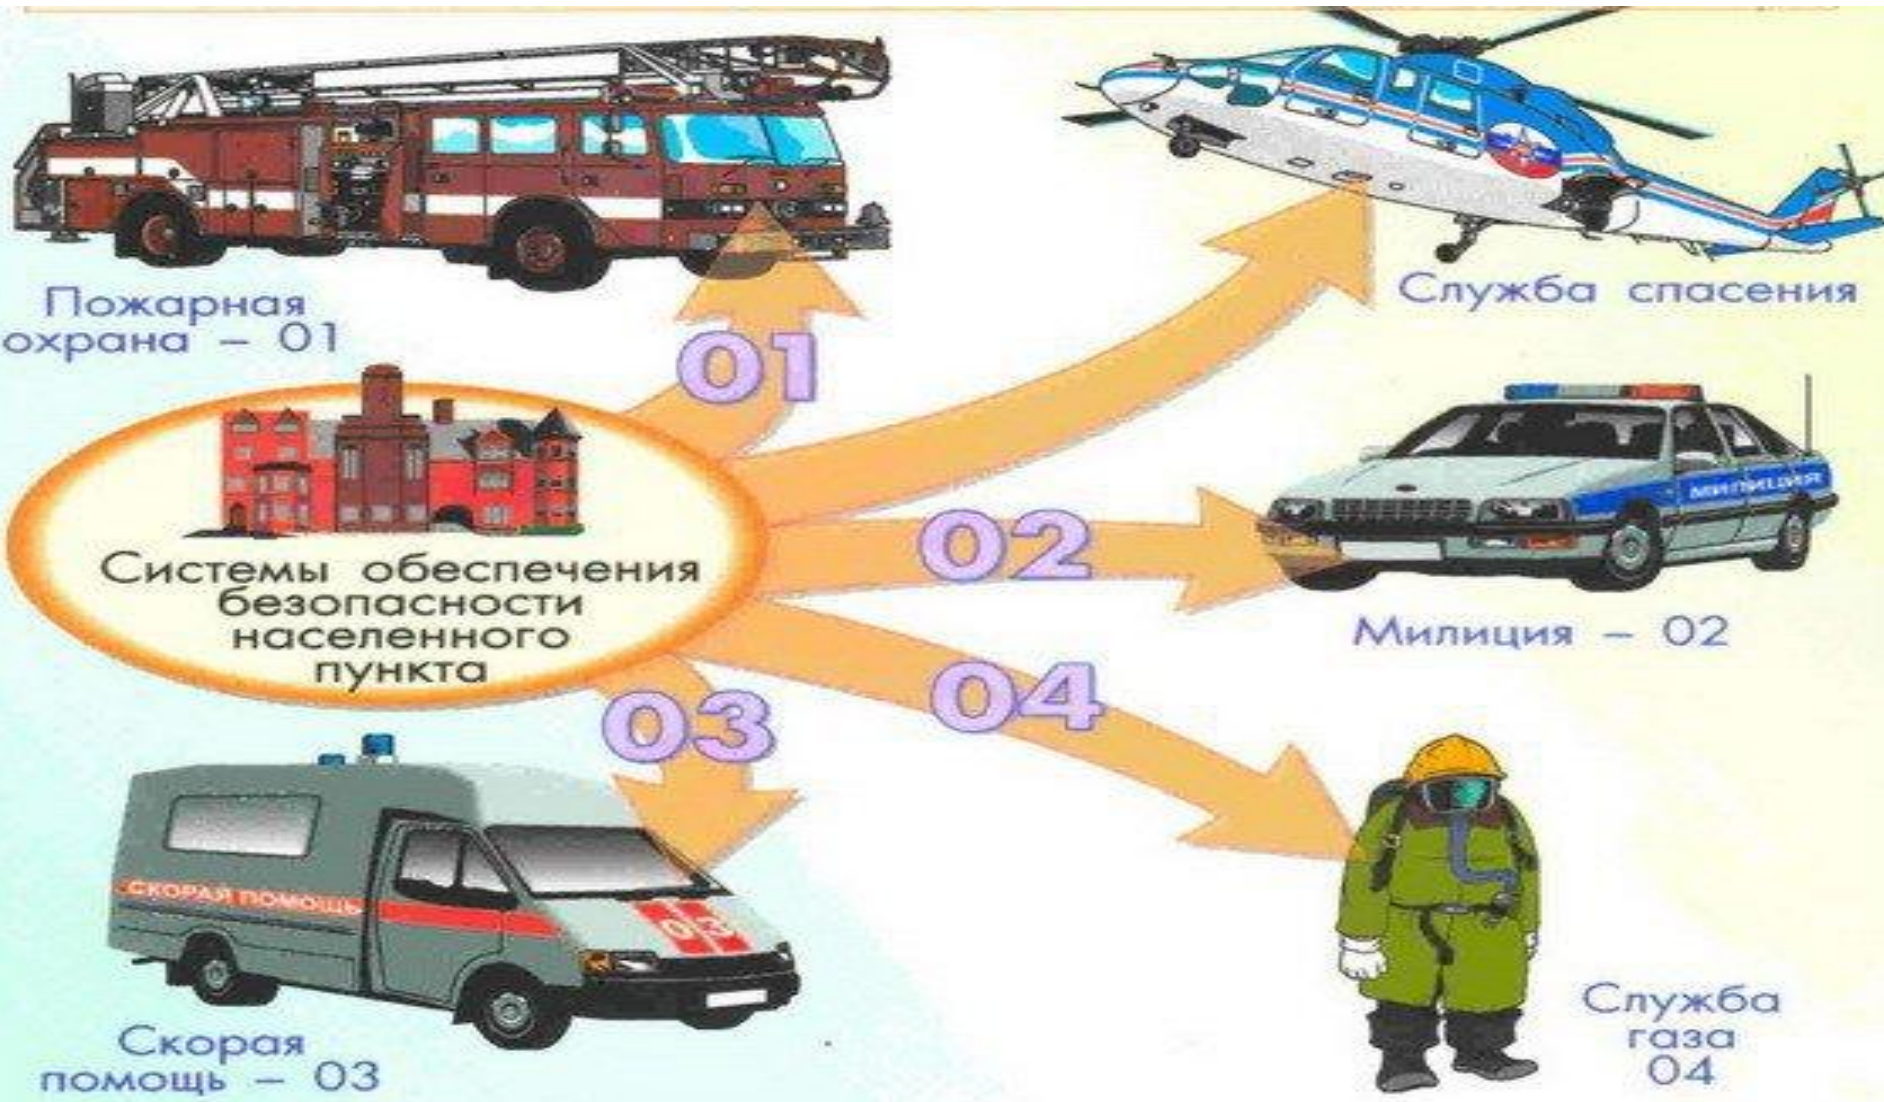 Пожарная
охрана – 01
01
Служба спасения
Системы обеспечения
безопасности
населенного
пункта
02
МИЛИЦИЯ
Милиция – 02
03
04
СКОРАЯ ПОМОЩЬ
03
Скорая
помощь – 03
Служба
газа
04